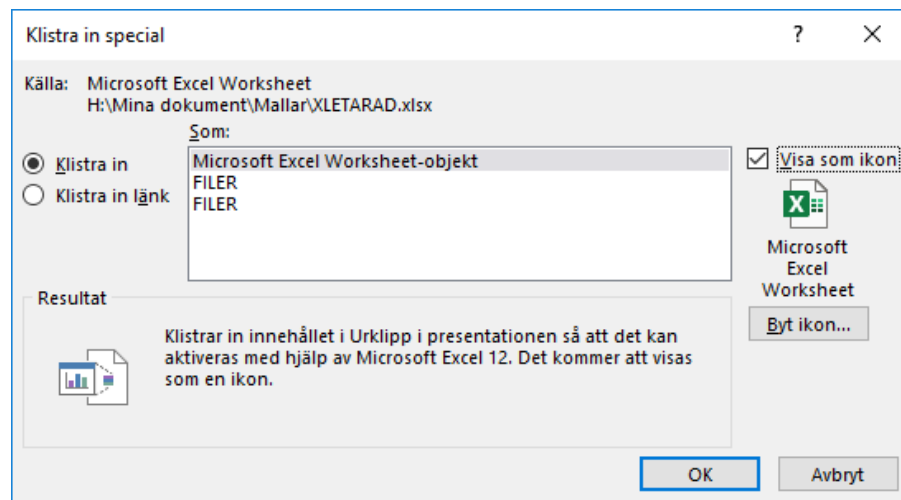 Klistra in special
Källa: Microsoft Excel Worksheet
H:\Mina dokument\Mallar\XLETARAD.xlsx
Som:
Klistra in
Klistra in länk
Microsoft Excel Worksheet-objekt
FILER
FILER
Visa som ikon
Microsoft
Excel
Worksheet
Byt ikon...
Resultat
Klistrar in innehållet i Urklipp i presentationen så att det kan
aktiveras med hjälp av Microsoft Excel 12. Det kommer att visas
som en ikon.
OK
Avbryt